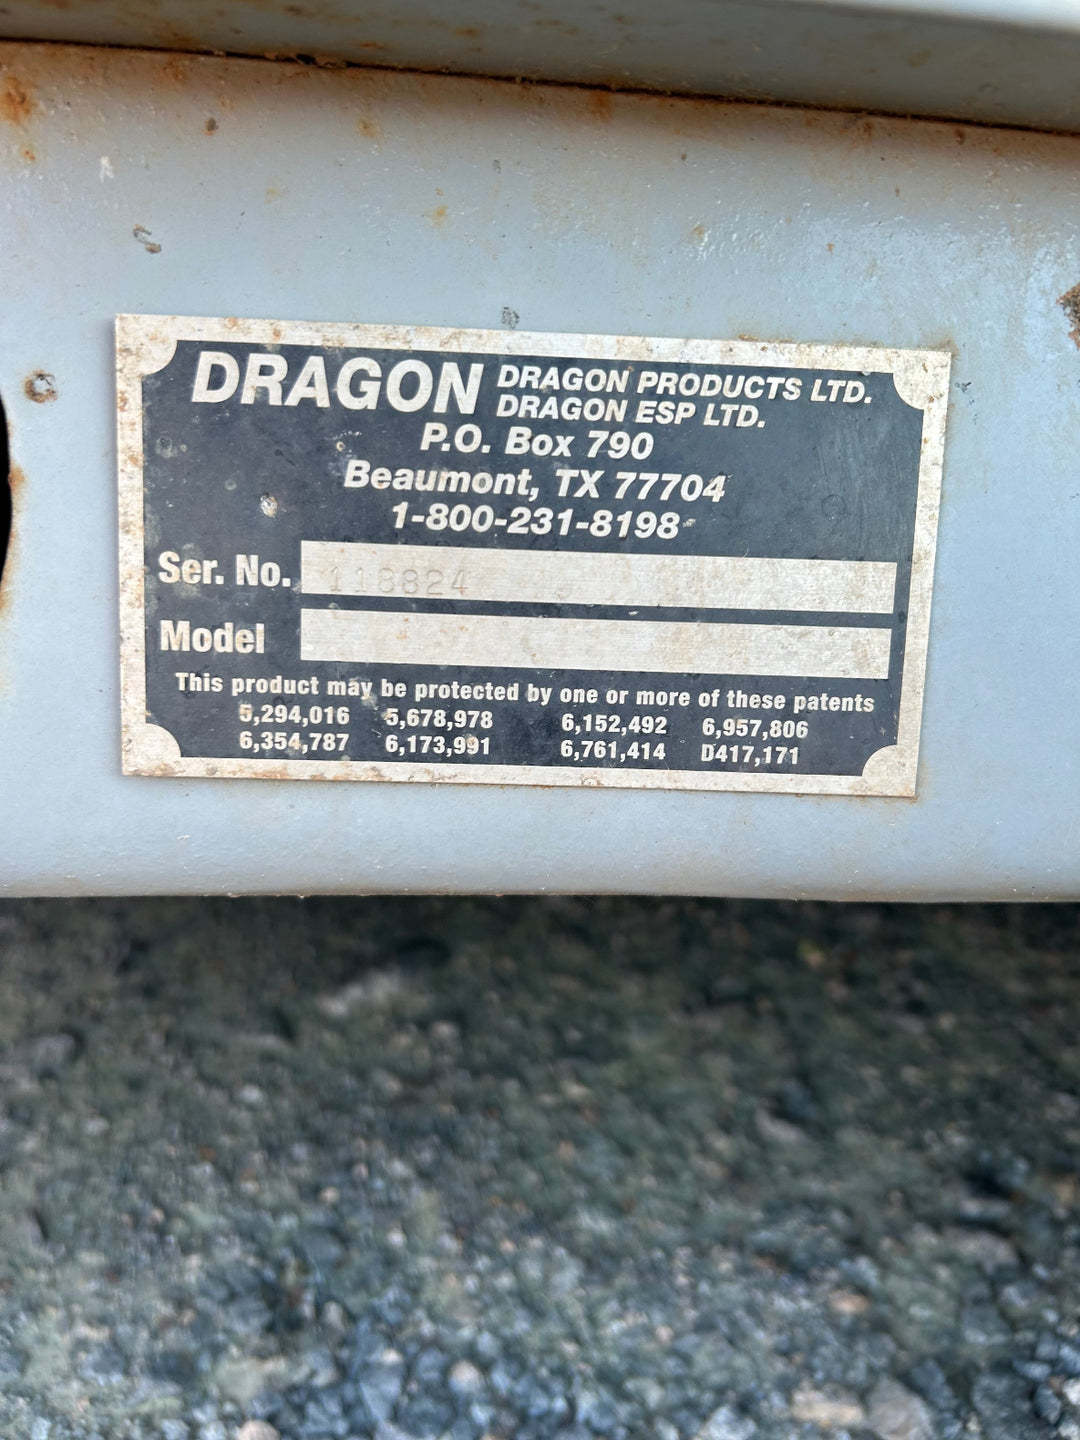 DRAGON DRAGON PRODUCTS LTD.
DRAGON ESP LTD.
P.O. Box 790
Beaumont, TX 77704
1-800-231-8198
Ser. No. 118824
Model
This product may be protected by one or more of these patents
5,294,016 5,678,978 6,152,492 6,957,806
6,354,787 6,173,991 6,761,414 D417,171